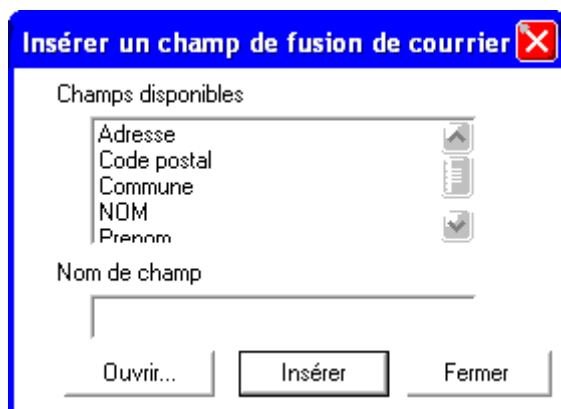 Insérer un champ de fusion de courrier
Champs disponibles
Adresse
Code postal
Commune
NOM
Prenom
Nom de champ
Ouvrir...
Insérer
Fermer